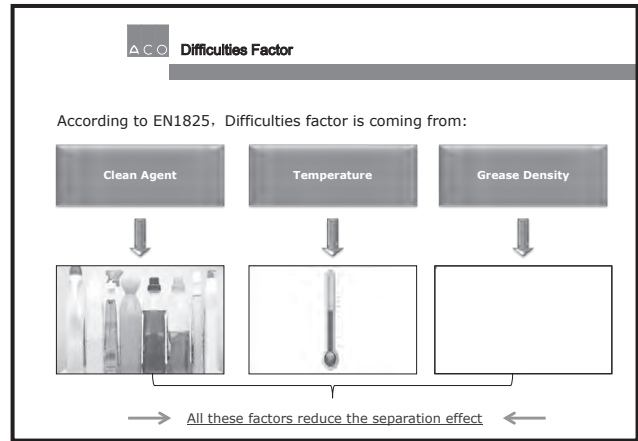 ACO Difficulties Factor
According to EN1825，Difficulties factor is coming from:
Clean Agent
Temperature
Grease Density
All these factors reduce the separation effect